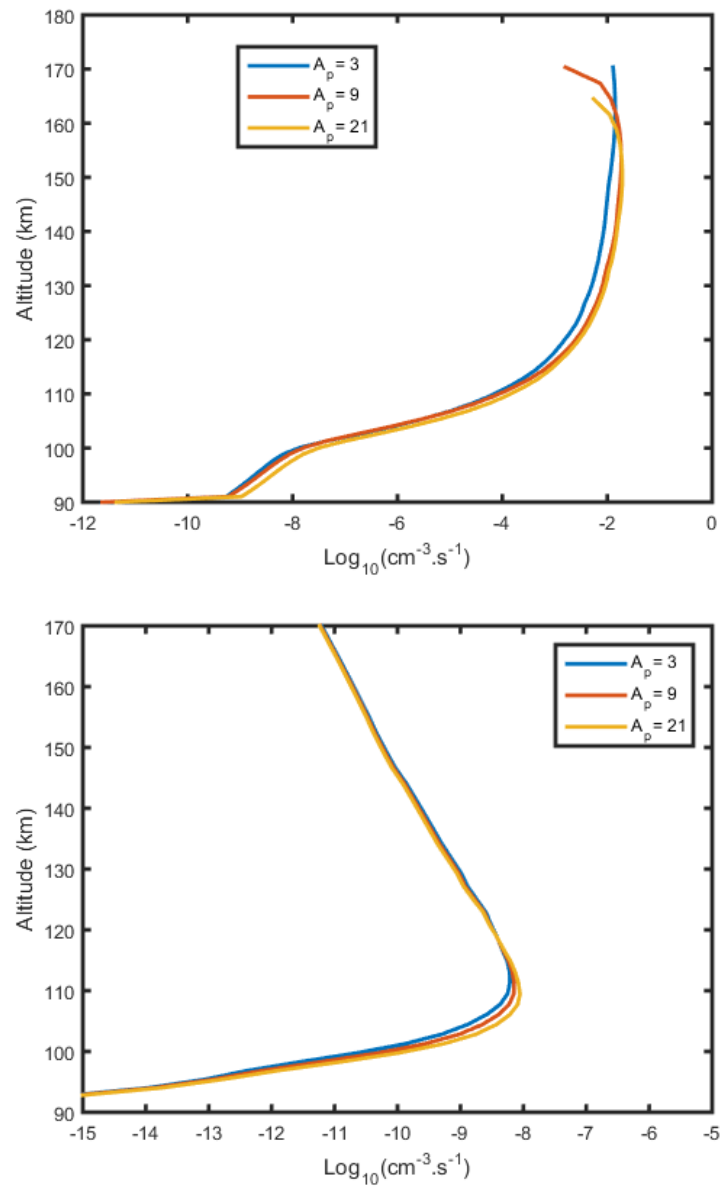 180
170
160
150
140
130
120
110
100
90
Altitude (km)
A_p = 3
A_p = 9
A_p = 21
-12 -10 -8 -6 -4 -2 0
Log_10(cm^-3.s^-1)
170
160
150
140
130
120
110
100
90
Altitude (km)
A_p = 3
A_p = 9
A_p = 21
-15 -14 -13 -12 -11 -10 -9 -8 -7 -6 -5
Log_10(cm^-3.s^-1)